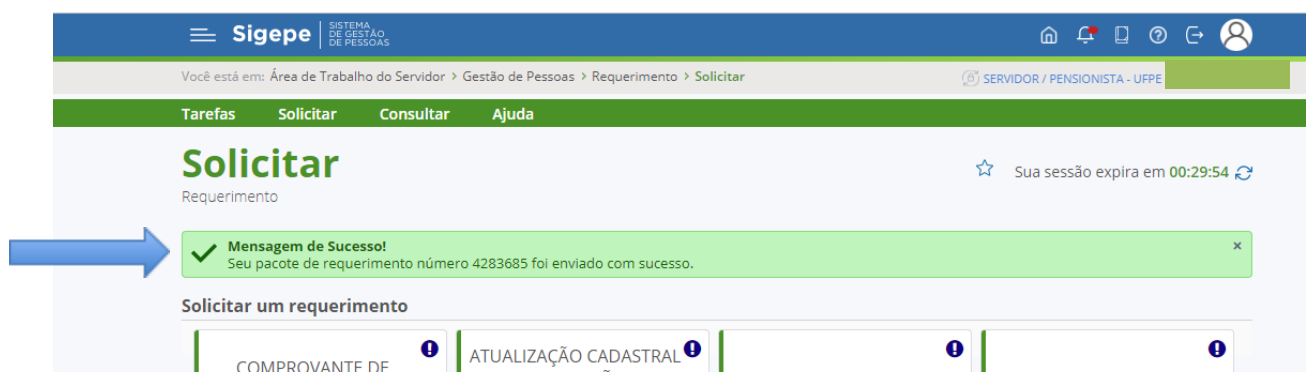 Sigepe SISTEMA
DE GESTÃO
DE PESSOAS
Você está em: Área de Trabalho do Servidor > Gestão de Pessoas > Requerimento > Solicitar
SERVIDOR / PENSIONISTA - UFPE
Tarefas Solicitar Consultar Ajuda
Solicitar
Sua sessão expira em 00:29:54
Requerimento
Mensagem de Sucesso! ×
Seu pacote de requerimento número 4283685 foi enviado com sucesso.
Solicitar um requerimento
COMPROVANTE DE
ATUALIZAÇÃO CADASTRAL